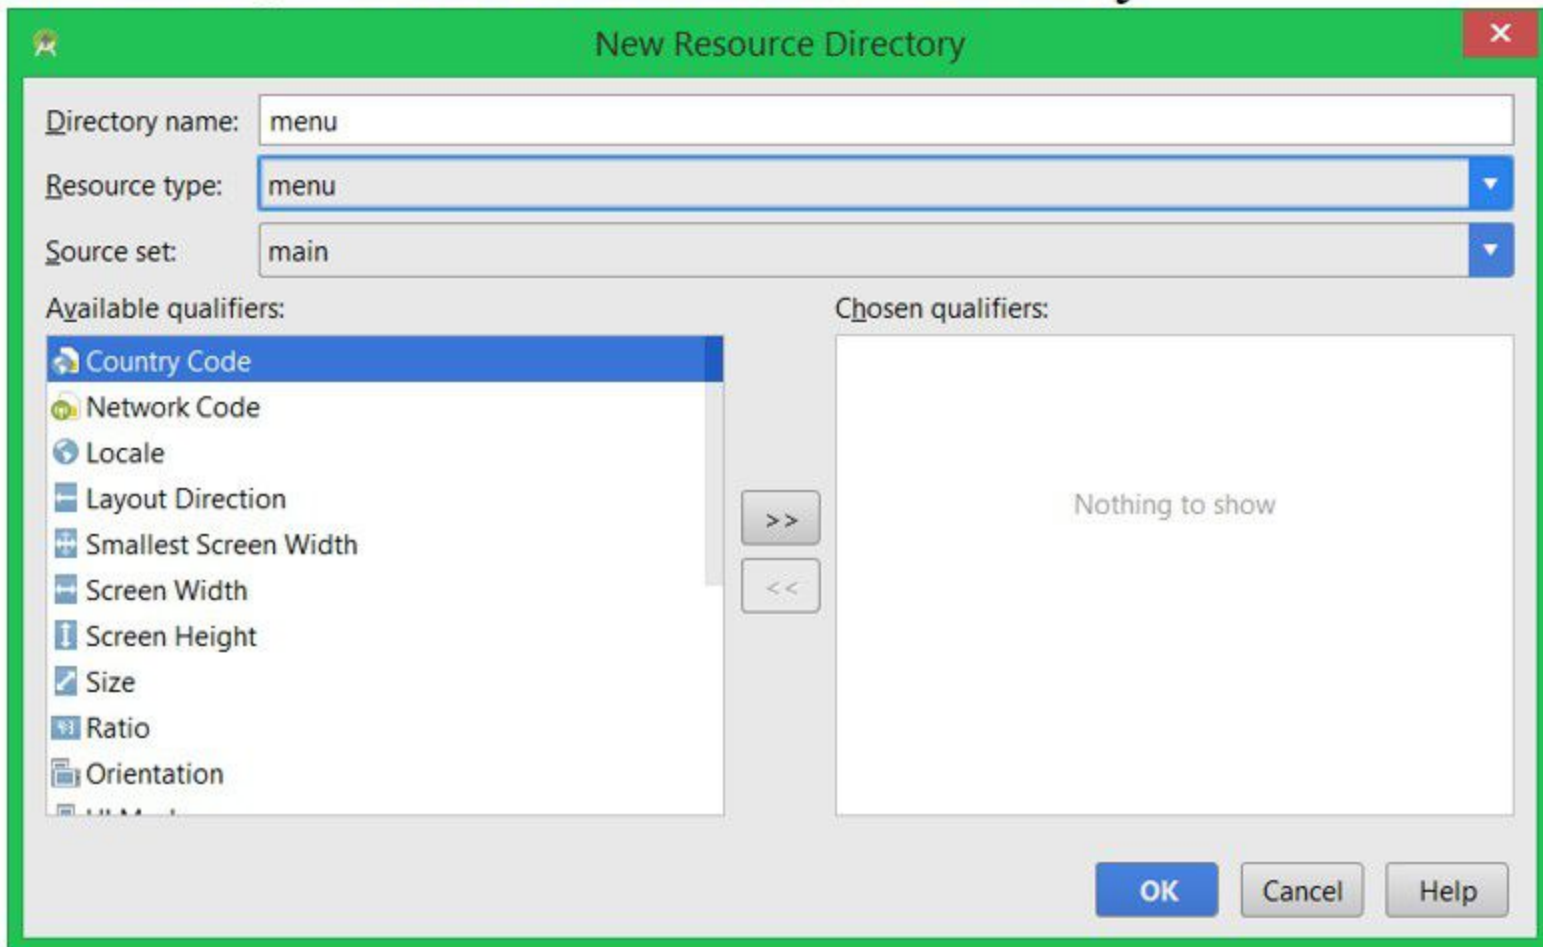 New Resource Directory
Directory name: menu
Resource type: menu
Source set: main
Available qualifiers:
Chosen qualifiers:
Country Code
Network Code
Locale
Layout Direction
Smallest Screen Width
Screen Width
Screen Height
Size
Ratio
Orientation
>>
<<
Nothing to show
OK
Cancel
Help